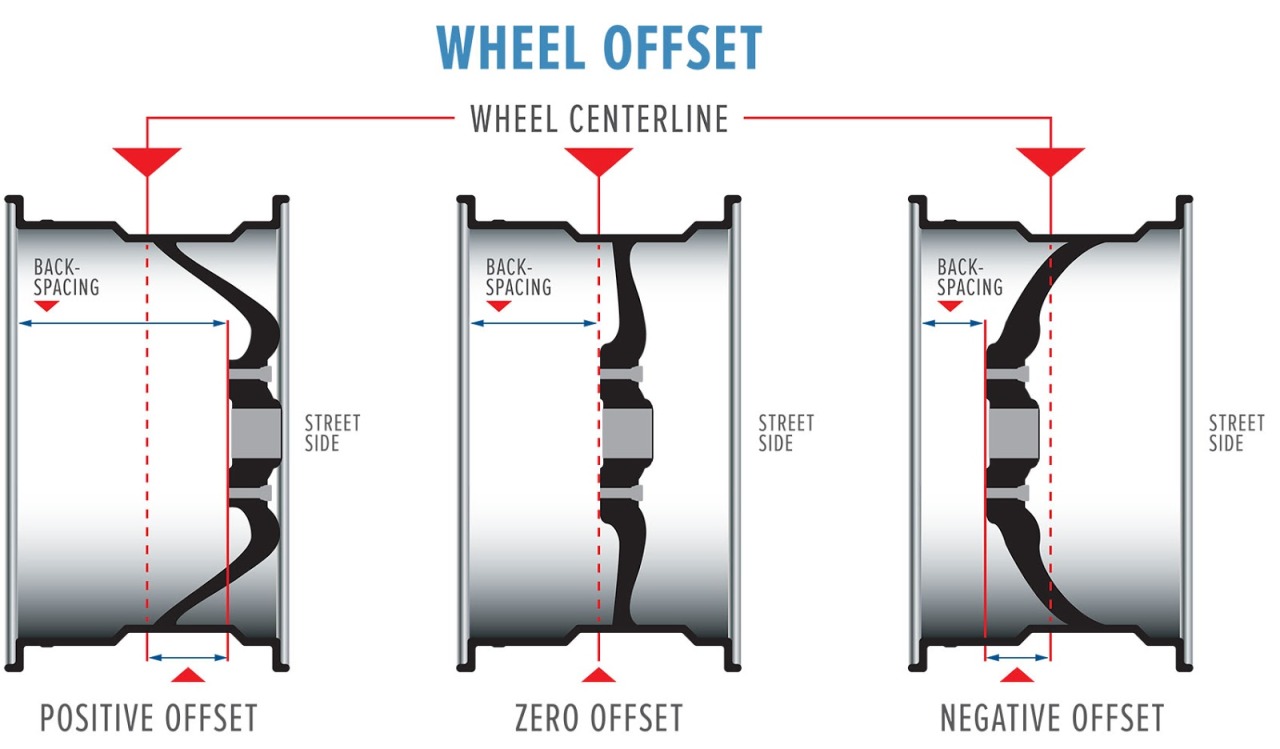 WHEEL OFFSET
WHEEL CENTERLINE
BACK-
SPACING
STREET
SIDE
POSITIVE OFFSET
BACK-
SPACING
STREET
SIDE
ZERO OFFSET
BACK-
SPACING
STREET
SIDE
NEGATIVE OFFSET